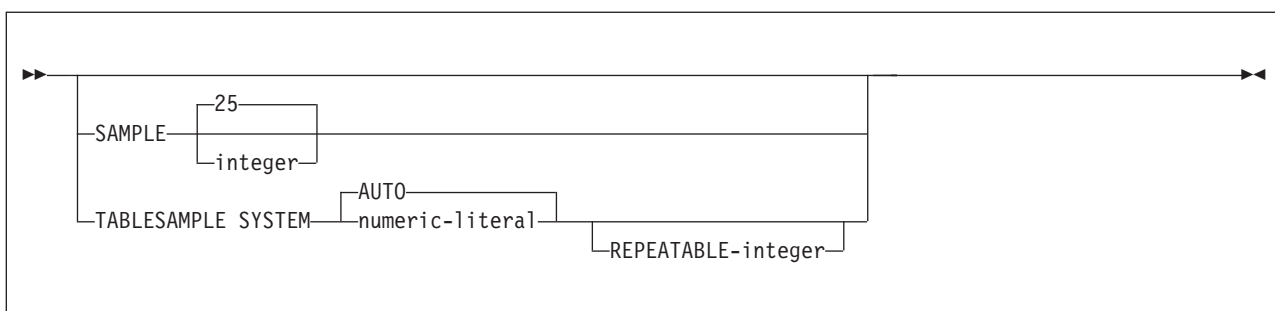 25
SAMPLE
integer
AUTO
TABLESAMPLE SYSTEM numeric-literal
REPEATABLE-integer